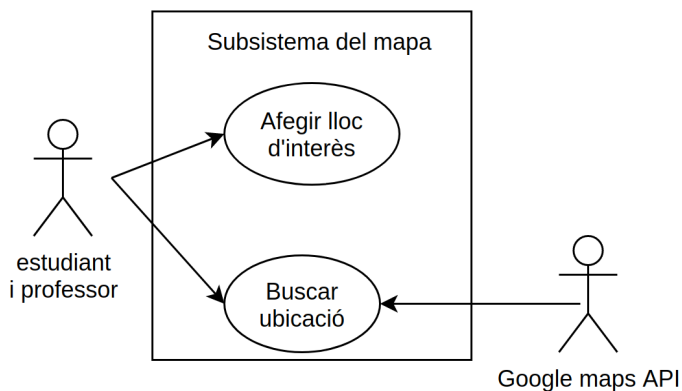 Subsistema del mapa
Afegir lloc
d'interès
estudiant
i professor
Buscar
ubicació
Google maps API